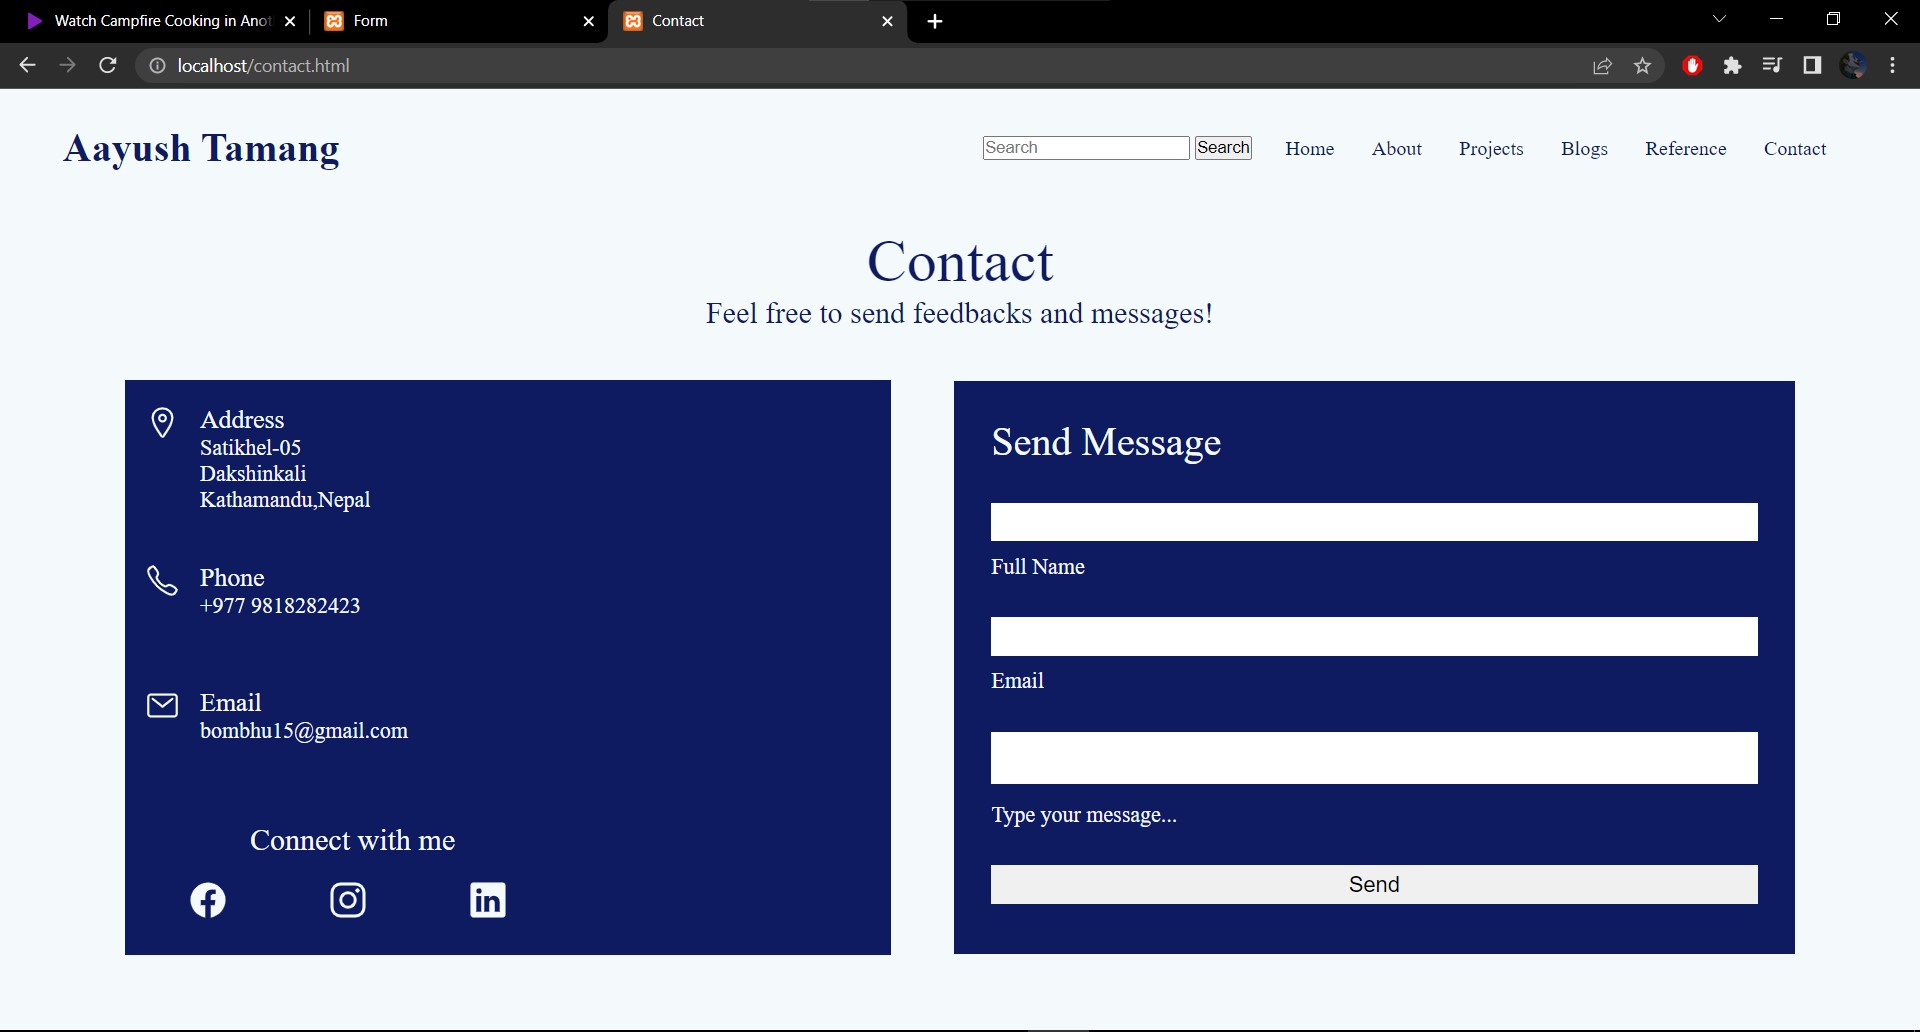 Watch Campfire Cooking in Ano
Form
Contact
localhost/contact.html
Aayush Tamang
Search
Search
Home
About
Projects
Blogs
Reference
Contact
Contact
Feel free to send feedbacks and messages!
Address
Satikhel-05
Dakshinkali
Kathamandu,Nepal
Phone
+977 9818282423
Email
bombhu15@gmail.com
Connect with me
in
Send Message
Full Name
Email
Type your message...
Send